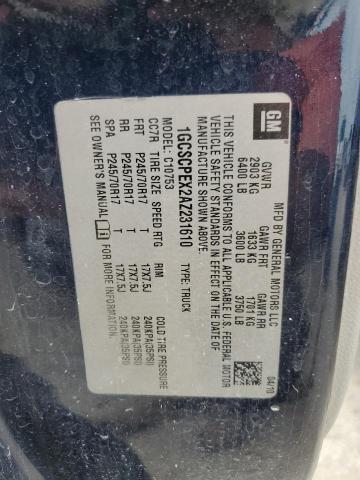 GM
MFD BY GENERAL MOTORS LLC
04/10
GVWR GAWR FRT GAWR RR
2903 KG 1633 KG 1701 KG
6400 LB 3600 LB 3750 LB
THIS VEHICLE CONFORMS TO ALL APPLICABLE U.S. FEDERAL MOTOR
VEHICLE SAFETY STANDARDS IN EFFECT ON THE DATE OF
MANUFACTURE SHOWN ABOVE.
1GCSCPEX2AZ231610 TYPE: TRUCK
MODEL: C10753
CC7R TIRE SIZE SPEED RTG RIM COLD TIRE PRESSURE
FRT P245/70R17 T 17X7.5J 240KPA(35PSI)
RR P245/70R17 T 17X7.5J 240KPA(35PSI)
SPA P245/70R17 T 17X7.5J 240KPA(35PSI)
SEE OWNER'S MANUAL